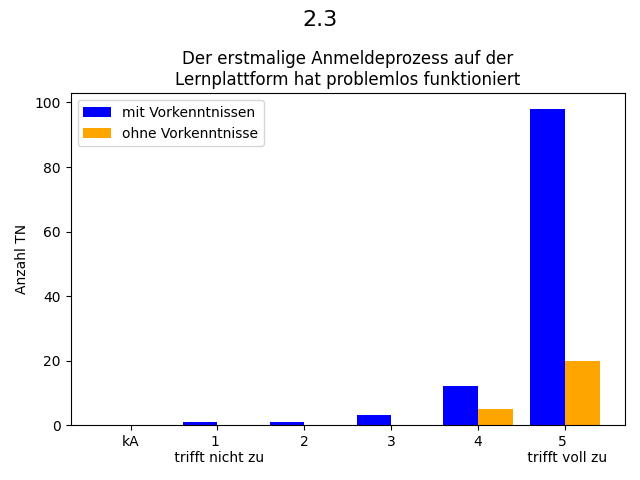 2.3
Der erstmalige Anmeldeprozess auf der
Lernplattform hat problemlos funktioniert
mit Vorkenntnissen
ohne Vorkenntnisse
Anzahl TN
100
80
60
40
20
0
kA 1 2 3 4 5
trifft nicht zu trifft voll zu